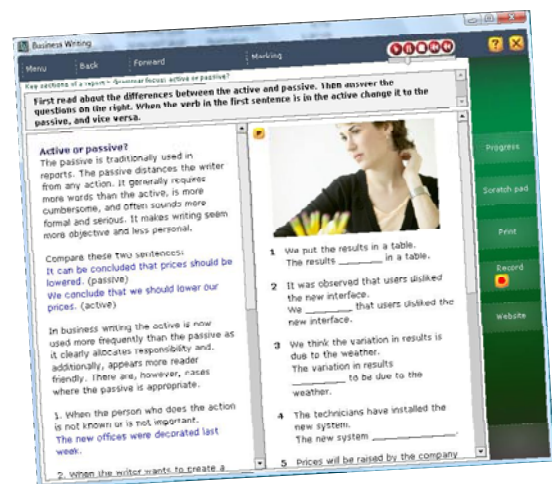 Business Writing
Menu
Back
Forward
Marking
Key sections of a report > Grammar focus: active or passive?
First read about the differences between the active and passive. Then answer the
questions on the right. When the verb in the first sentence is in the active change it to the
passive, and vice versa.
Active or passive?
The passive is traditionally used in
reports. The passive distances the writer
from any action. It generally requires
more words than the active, is more
cumbersome, and often sounds more
formal and serious. It makes writing seem
more objective and less personal.
Compare these two sentences:
It can be concluded that prices should be
lowered. (passive)
We conclude that we should lower our
prices. (active)
In business writing the active is now
used more frequently than the passive as
it clearly allocates responsibility and,
additionally, appears more reader
friendly. There are, however, cases
where the passive is appropriate.
1. When the person who does the action
is not known or is not important.
The new offices were decorated last
week.
2. When the writer wants to create a
1 We put the results in a table.
The results ________ in a table.
2 It was observed that users disliked
the new interface.
We ________ that users disliked the
new interface.
3 We think the variation in results is
due to the weather.
The variation in results
________ to be due to the
weather.
4 The technicians have installed the
new system.
The new system ________.
5 Prices will be raised by the company
Progress
Scratch pad
Print
Record
Website